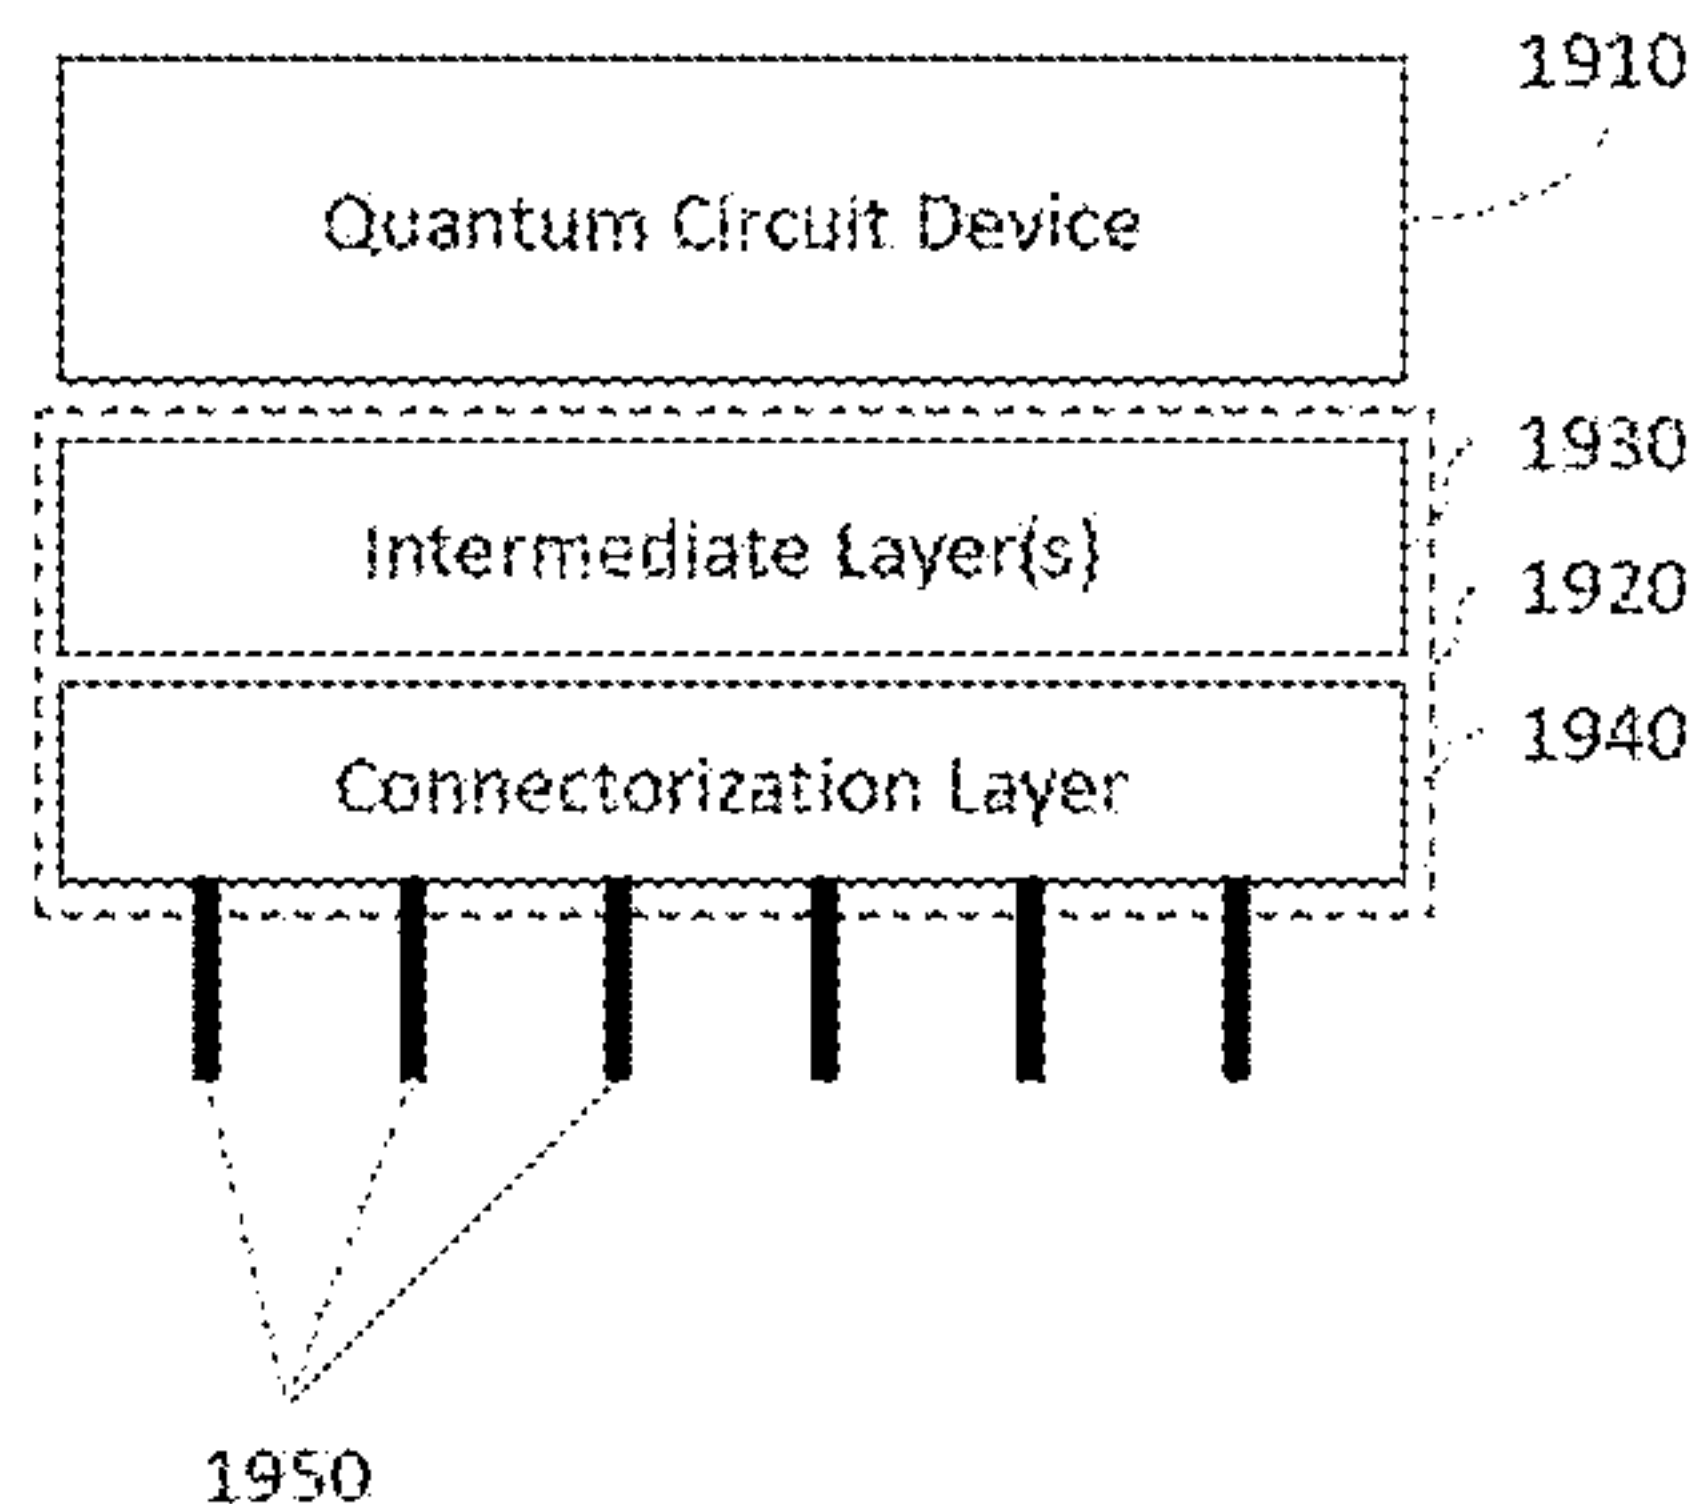 1910
Quantum Circuit Device
1930
Intermediate Layer(s)
1920
1940
Connectorization Layer
1950